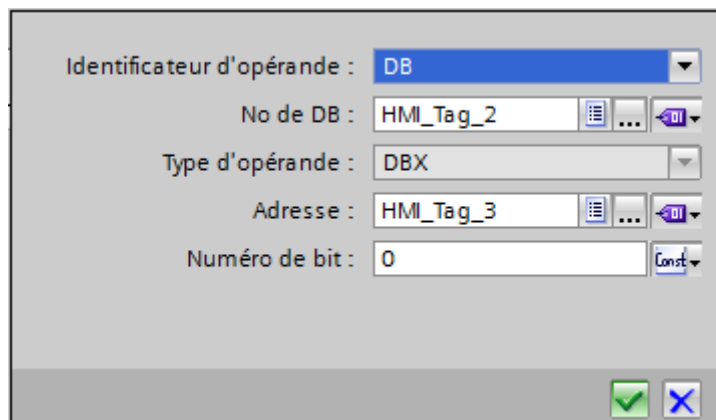 Identificateur d'opérande : DB
No de DB : HMI_Tag_2 ...
Type d'opérande : DBX
Adresse : HMI_Tag_3 ...
Numéro de bit : 0 Const